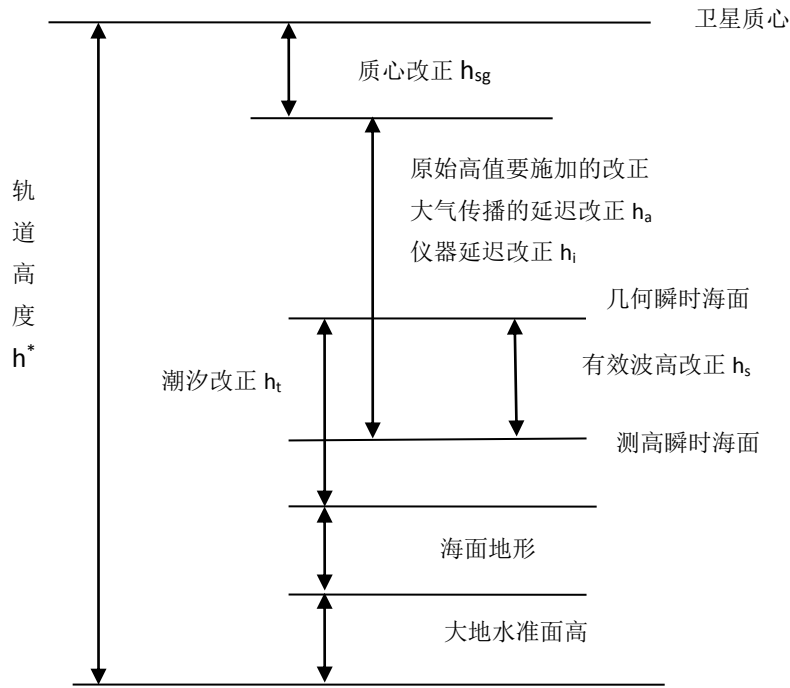 卫星质心
质心改正 hsg
原始高值要施加的改正
大气传播的延迟改正 ha
仪器延迟改正 hi
轨
道
高
度
h*
几何瞬时海面
潮汐改正 ht
有效波高改正 hs
测高瞬时海面
海面地形
大地水准面高